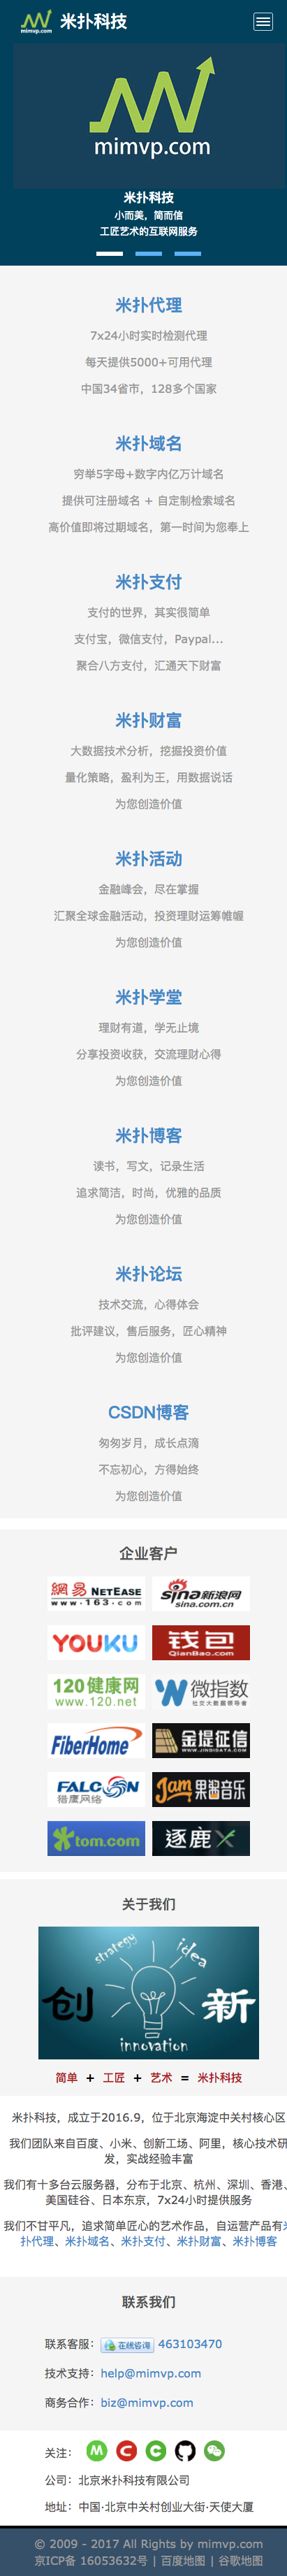 mimvp.com
米扑科技
mimvp.com
米扑科技
小而美，简而信
工匠艺术的互联网服务
米扑代理
7x24小时实时检测代理
每天提供5000+可用代理
中国34省市，128多个国家
米扑域名
穷举5字母+数字内亿万计域名
提供可注册域名 + 自定制检索域名
高价值即将过期域名，第一时间为您奉上
米扑支付
支付的世界，其实很简单
支付宝，微信支付，Paypal...
聚合八方支付，汇通天下财富
米扑财富
大数据技术分析，挖掘投资价值
量化策略，盈利为王，用数据说话
为您创造价值
米扑活动
金融峰会，尽在掌握
汇聚全球金融活动，投资理财运筹帷幄
为您创造价值
米扑学堂
理财有道，学无止境
分享投资收获，交流理财心得
为您创造价值
米扑博客
读书，写文，记录生活
追求简洁，时尚，优雅的品质
为您创造价值
米扑论坛
技术交流，心得体会
批评建议，售后服务，匠心精神
为您创造价值
CSDN博客
匆匆岁月，成长点滴
不忘初心，方得始终
为您创造价值
企业客户
網易 NETEASE
www.163.com
sina新浪网
sina.com.cn
YOUKU
钱包
QianBao.com
120健康网
www.120.net
微指数
社交大数据领导者
FiberHome
金堤征信
WWW.JINDIDATA.COM
FALCON
猎鹰网络
Jam果酱音乐
tom.com
逐鹿X
关于我们
strategy
idea
创
新
innovation
简单 + 工匠 + 艺术 = 米扑科技
米扑科技，成立于2016.9，位于北京海淀中关村核心区
我们团队来自百度、小米、创新工场、阿里，核心技术研
发，实战经验丰富
我们有十多台云服务器，分布于北京、杭州、深圳、香港、
美国硅谷、日本东京，7x24小时提供服务
我们不甘平凡，追求简单匠心的艺术作品，自运营产品有米
扑代理、米扑域名、米扑支付、米扑财富、米扑博客
联系我们
联系客服： 在线咨询 463103470
技术支持：help@mimvp.com
商务合作：biz@mimvp.com
关注：
公司：北京米扑科技有限公司
地址：中国·北京中关村创业大街·天使大厦
© 2009 - 2017 All Rights by mimvp.com
京ICP备 16053632号 | 百度地图 | 谷歌地图